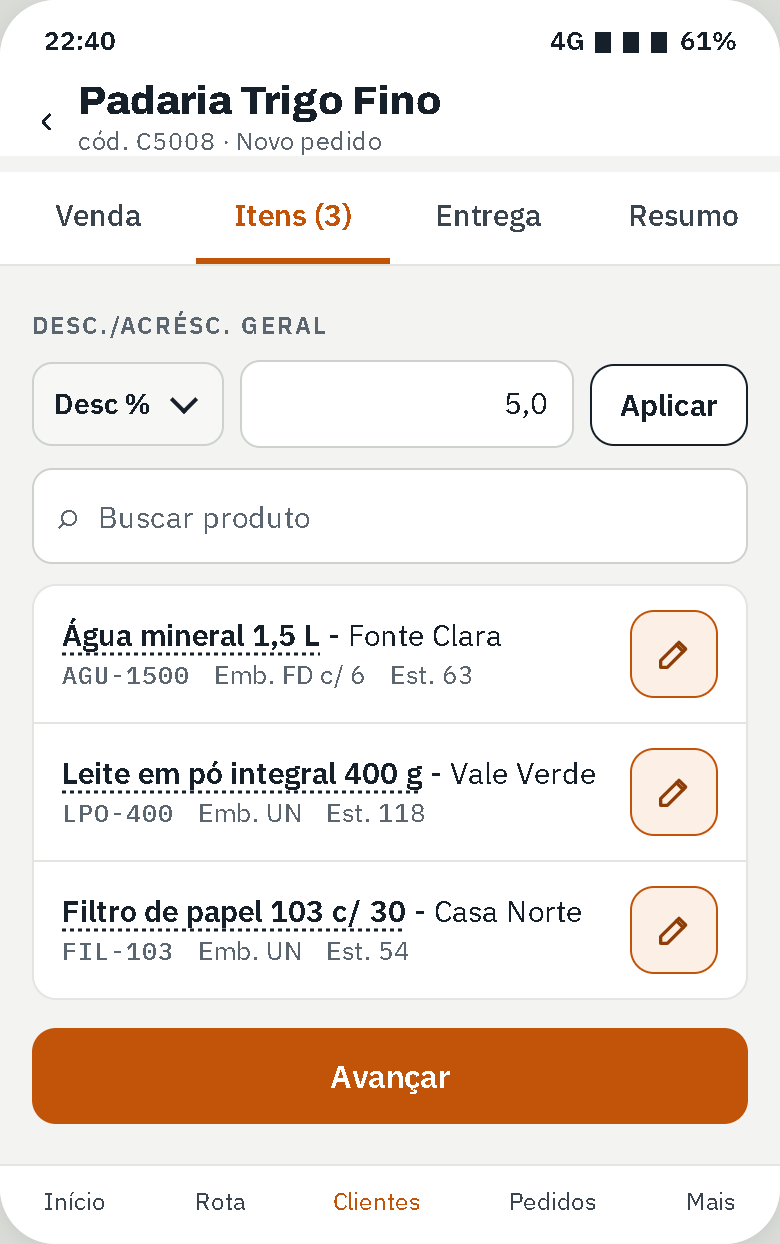 22:40 4G 61%
‹ Padaria Trigo Fino
cód. C5008 · Novo pedido
Venda Itens (3) Entrega Resumo
DESC./ACRÉSC. GERAL
Desc % 5,0 Aplicar
Buscar produto
Água mineral 1,5 L - Fonte Clara
AGU-1500 Emb. FD c/ 6 Est. 63
Leite em pó integral 400 g - Vale Verde
LPO-400 Emb. UN Est. 118
Filtro de papel 103 c/ 30 - Casa Norte
FIL-103 Emb. UN Est. 54
Avançar
Início Rota Clientes Pedidos Mais